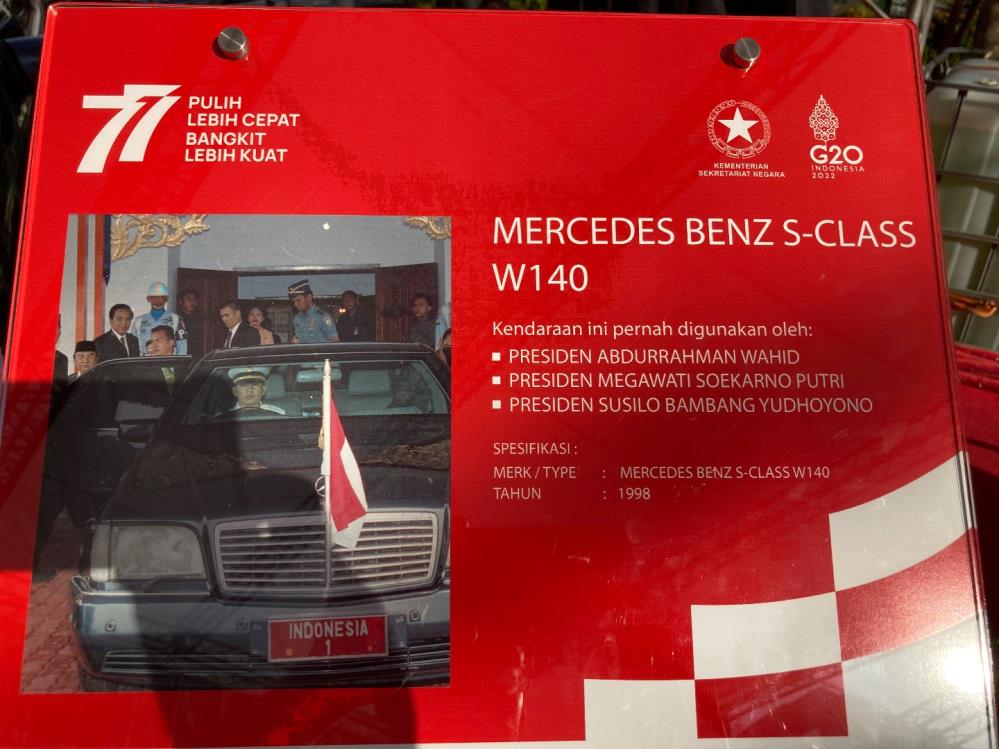 77
PULIH
LEBIH CEPAT
BANGKIT
LEBIH KUAT
KEMENTERIAN
SEKRETARIAT NEGARA
G20
INDONESIA
2022
MERCEDES BENZ S-CLASS
W140
Kendaraan ini pernah digunakan oleh:
PRESIDEN ABDURRAHMAN WAHID
PRESIDEN MEGAWATI SOEKARNO PUTRI
PRESIDEN SUSILO BAMBANG YUDHOYONO
SPESIFIKASI :
MERK / TYPE : MERCEDES BENZ S-CLASS W140
TAHUN : 1998
INDONESIA
1